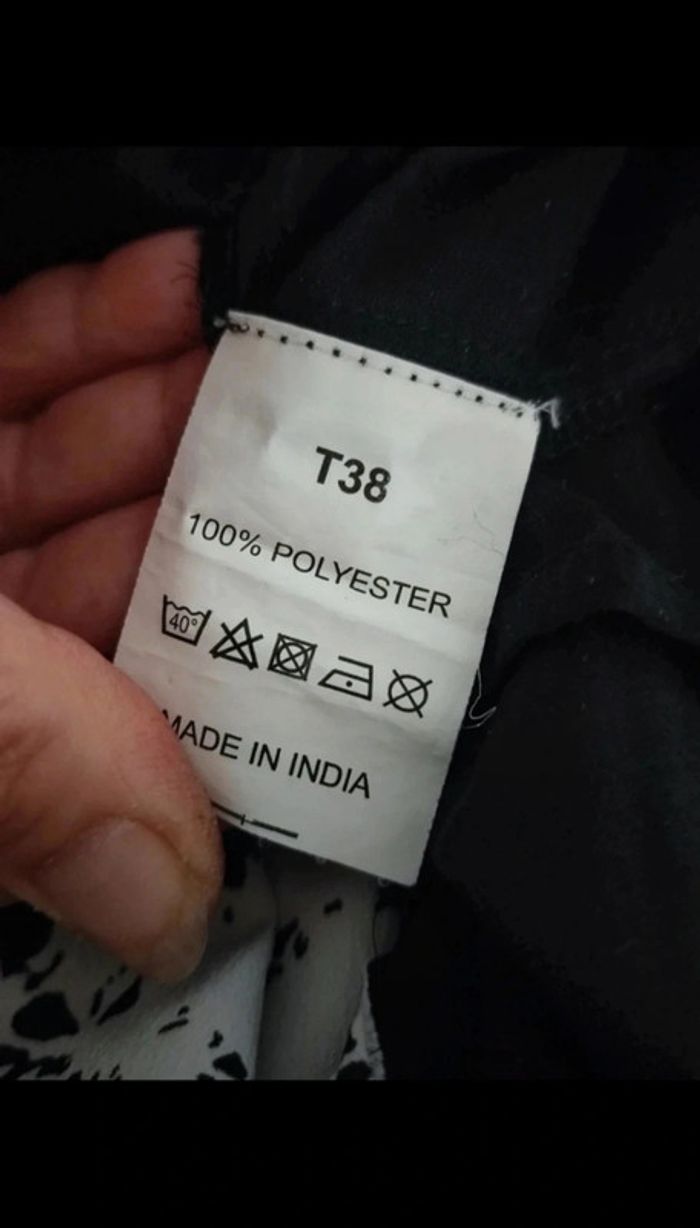 T38
100% POLYESTER
40°
MADE IN INDIA